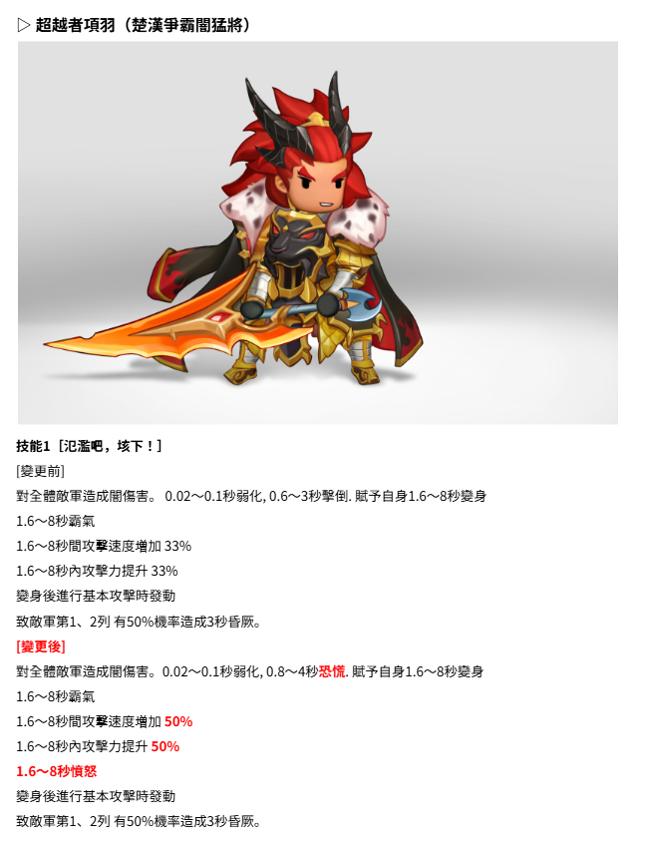 ▷ 超越者項羽（楚漢爭霸闇猛將）
技能1［氾濫吧，垓下！］
[變更前]
對全體敵軍造成闇傷害。 0.02～0.1秒弱化, 0.6～3秒擊倒. 賦予自身1.6～8秒變身
1.6～8秒霸氣
1.6～8秒間攻擊速度增加 33%
1.6～8秒內攻擊力提升 33%
變身後進行基本攻擊時發動
致敵軍第1、2列 有50%機率造成3秒昏厥。
[變更後]
對全體敵軍造成闇傷害。0.02～0.1秒弱化, 0.8～4秒恐慌. 賦予自身1.6～8秒變身
1.6～8秒霸氣
1.6～8秒間攻擊速度增加 50%
1.6～8秒內攻擊力提升 50%
1.6～8秒憤怒
變身後進行基本攻擊時發動
致敵軍第1、2列 有50%機率造成3秒昏厥。